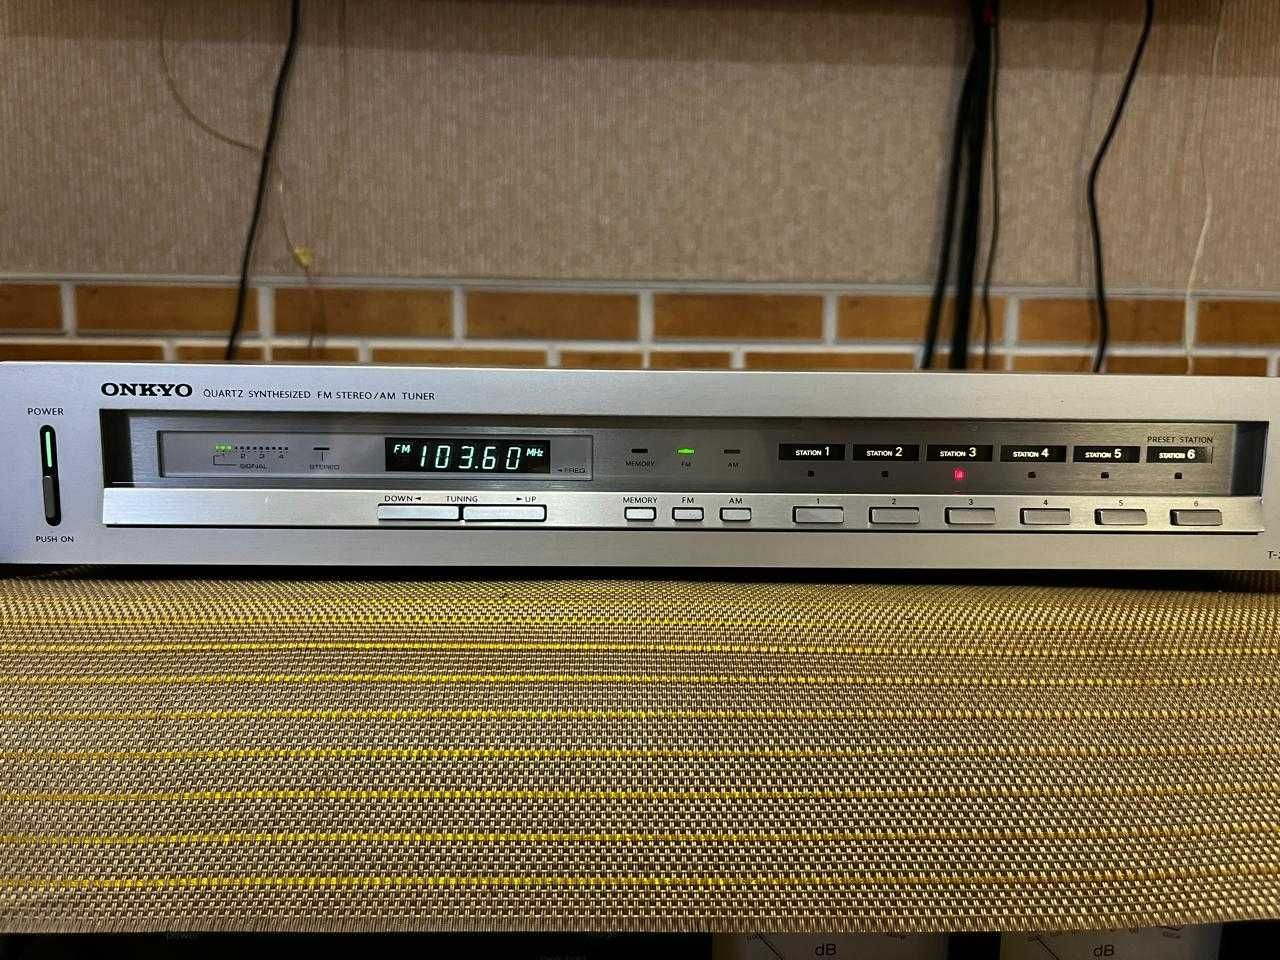 ONKYO QUARTZ SYNTHESIZED FM STEREO/AM TUNER
POWER
PUSH ON
1 2 3 4
SIGNAL
STEREO
FM 103.60 MHz
FREQ
MEMORY FM AM
PRESET STATION
STATION 1 STATION 2 STATION 3 STATION 4 STATION 5 STATION 6
DOWN TUNING UP
MEMORY FM AM
1 2 3 4 5 6
dB dB